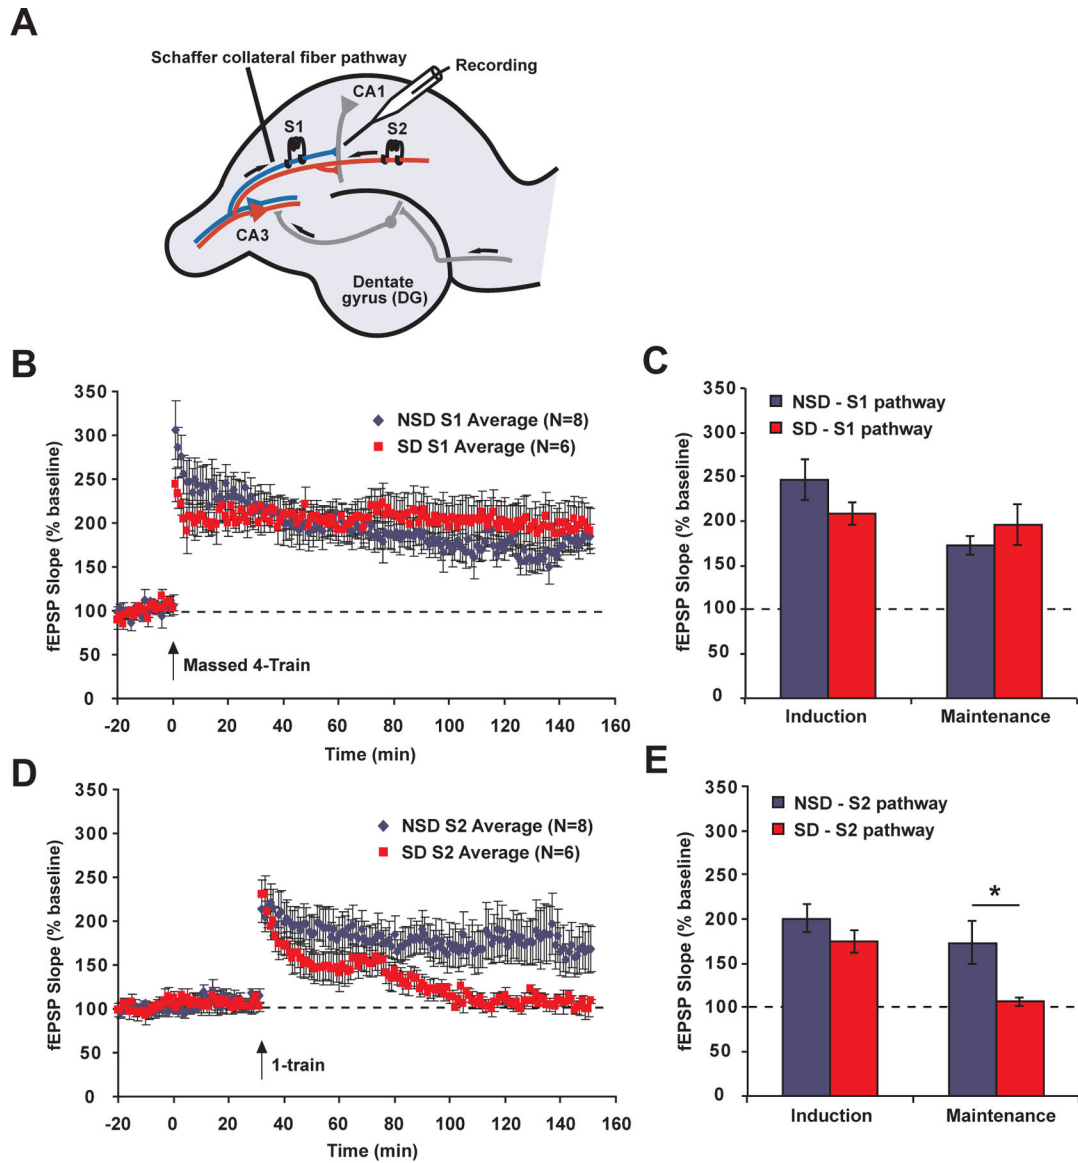 A
Schaffer collateral fiber pathway
Recording
CA1
S1
S2
CA3
Dentate
gyrus (DG)
B
350
300
250
200
150
100
50
0
fEPSP Slope (% baseline)
NSD S1 Average (N=8)
SD S1 Average (N=6)
Massed 4-Train
-20 0 20 40 60 80 100 120 140 160
Time (min)
C
350
300
250
200
150
100
50
0
fEPSP Slope (% baseline)
NSD - S1 pathway
SD - S1 pathway
Induction Maintenance
D
350
300
250
200
150
100
50
0
fEPSP Slope (% baseline)
NSD S2 Average (N=8)
SD S2 Average (N=6)
1-train
-20 0 20 40 60 80 100 120 140 160
Time (min)
E
350
300
250
200
150
100
50
0
fEPSP Slope (% baseline)
NSD - S2 pathway
SD - S2 pathway
*
Induction Maintenance